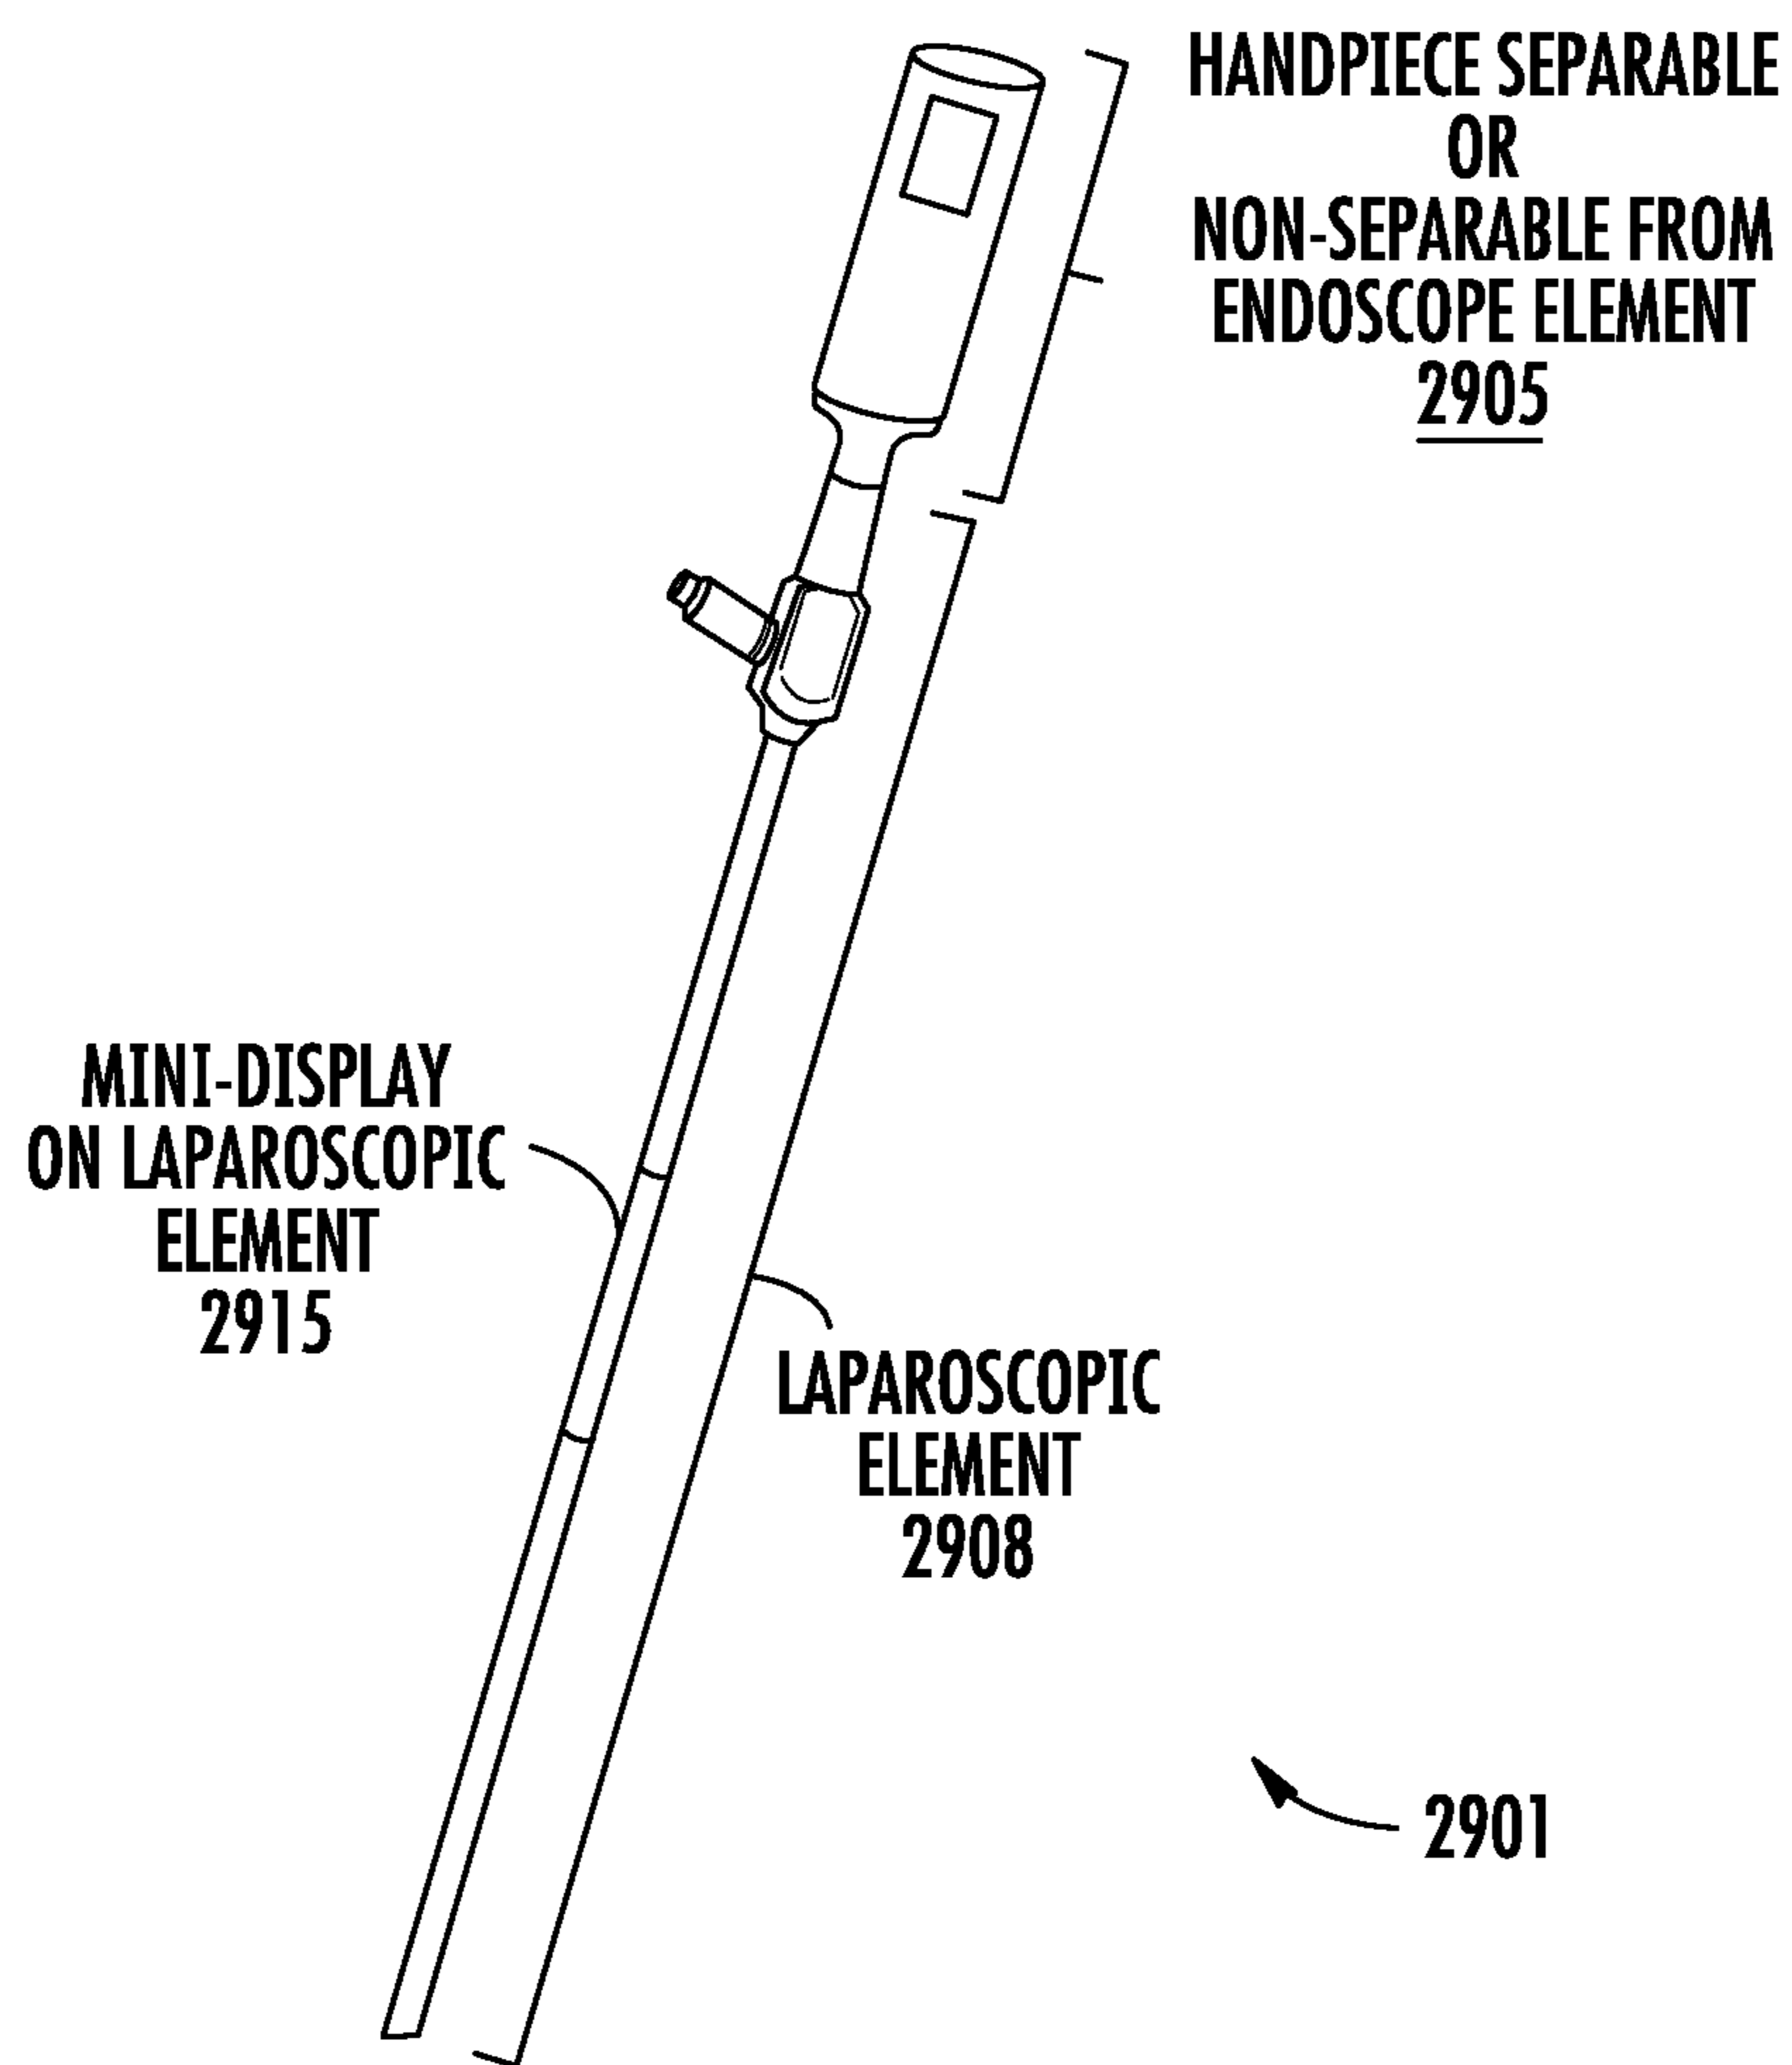 HANDPIECE SEPARABLE
OR
NON-SEPARABLE FROM
ENDOSCOPE ELEMENT
2905
MINI-DISPLAY
ON LAPAROSCOPIC
ELEMENT
2915
LAPAROSCOPIC
ELEMENT
2908
2901